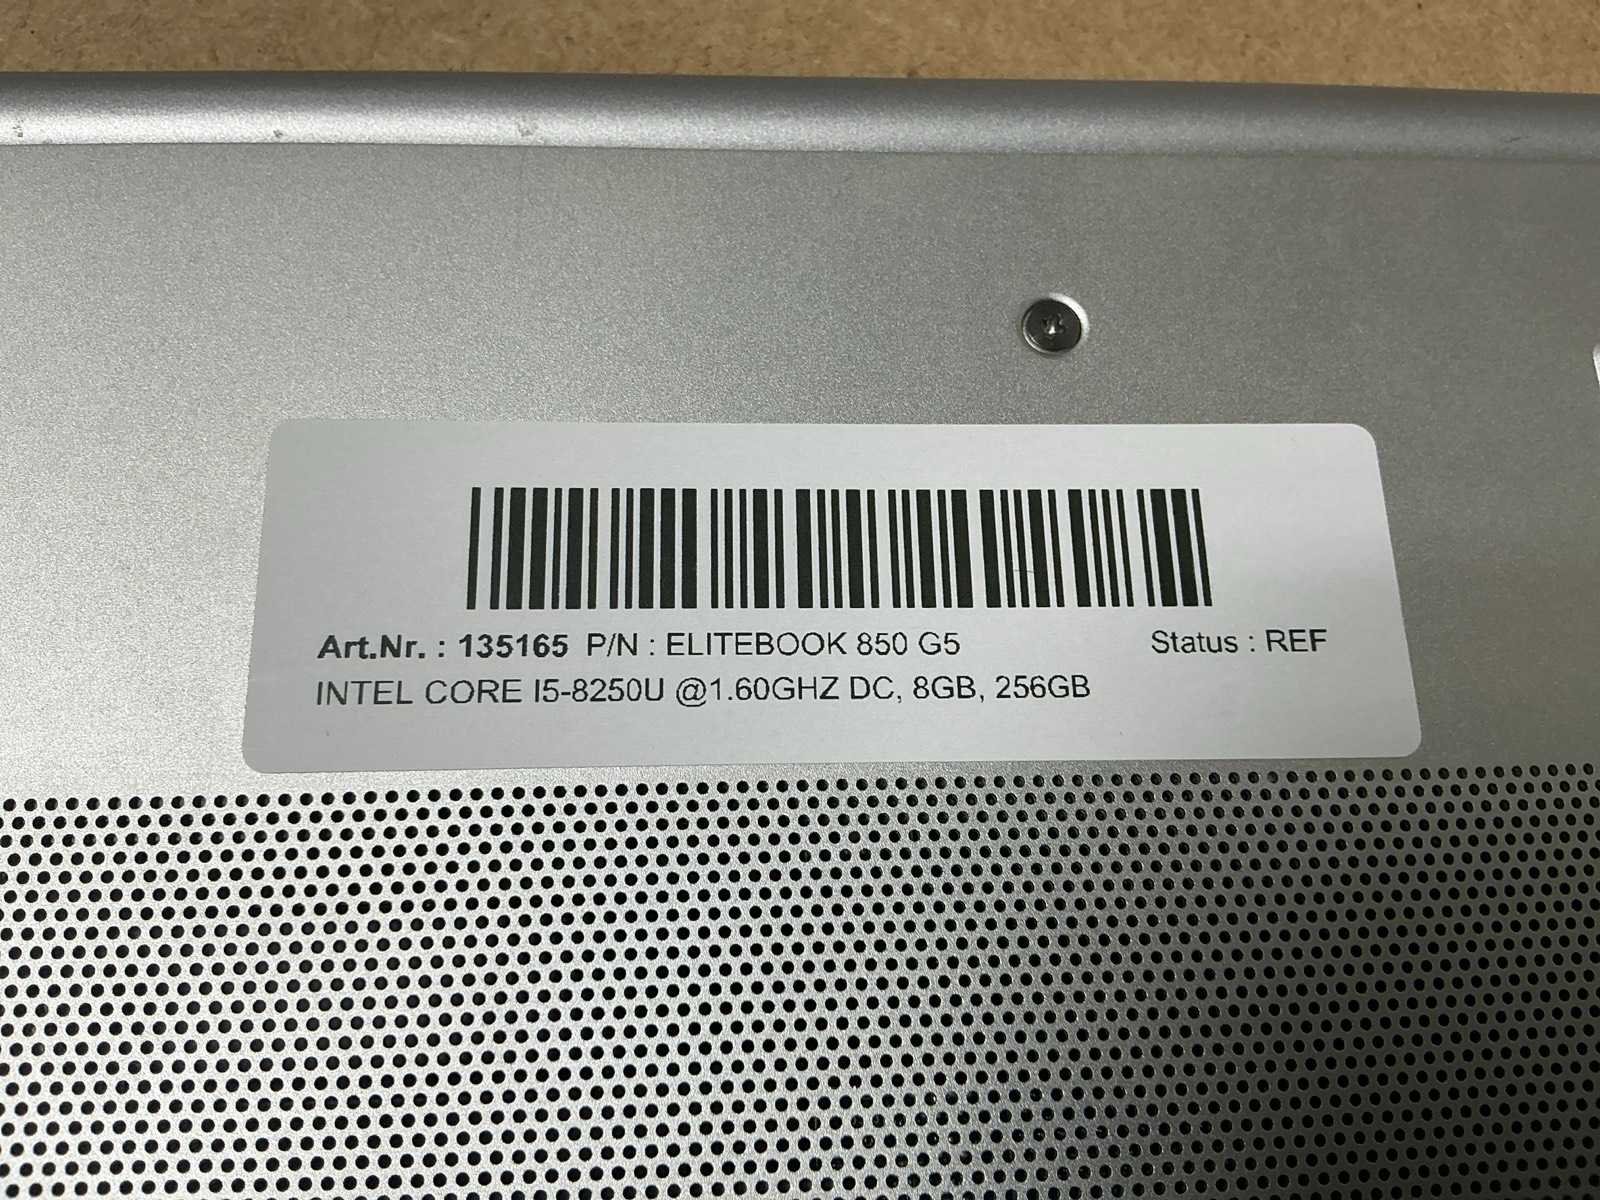 Art.Nr. : 135165 P/N : ELITEBOOK 850 G5 Status : REF
INTEL CORE I5-8250U @1.60GHZ DC, 8GB, 256GB